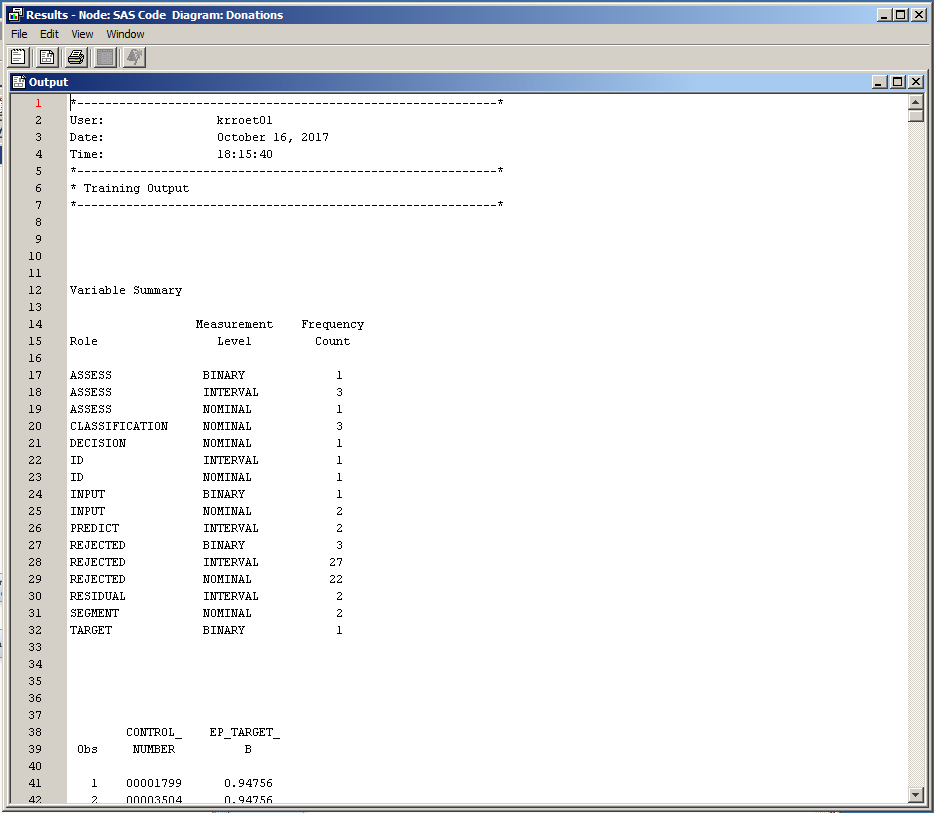 Results - Node: SAS Code  Diagram: Donations
File Edit View Window
Output
1 *------------------------------------------------------------*
2 User:                krroet01
3 Date:                October 16, 2017
4 Time:                18:15:40
5 *------------------------------------------------------------*
6 * Training Output
7 *------------------------------------------------------------*
8
9
10
11
12 Variable Summary
13
14                   Measurement    Frequency
15 Role                 Level         Count
16
17 ASSESS             BINARY             1
18 ASSESS             INTERVAL           3
19 ASSESS             NOMINAL            1
20 CLASSIFICATION     NOMINAL            3
21 DECISION           NOMINAL            1
22 ID                 INTERVAL           1
23 ID                 NOMINAL            1
24 INPUT              BINARY             1
25 INPUT              NOMINAL            2
26 PREDICT            INTERVAL           2
27 REJECTED           BINARY             3
28 REJECTED           INTERVAL          27
29 REJECTED           NOMINAL           22
30 RESIDUAL           INTERVAL           2
31 SEGMENT            NOMINAL            2
32 TARGET             BINARY             1
33
34
35
36
37
38         CONTROL_    EP_TARGET_
39  Obs     NUMBER          B
40
41    1    00001799      0.94756
42    2    00003504      0.94756